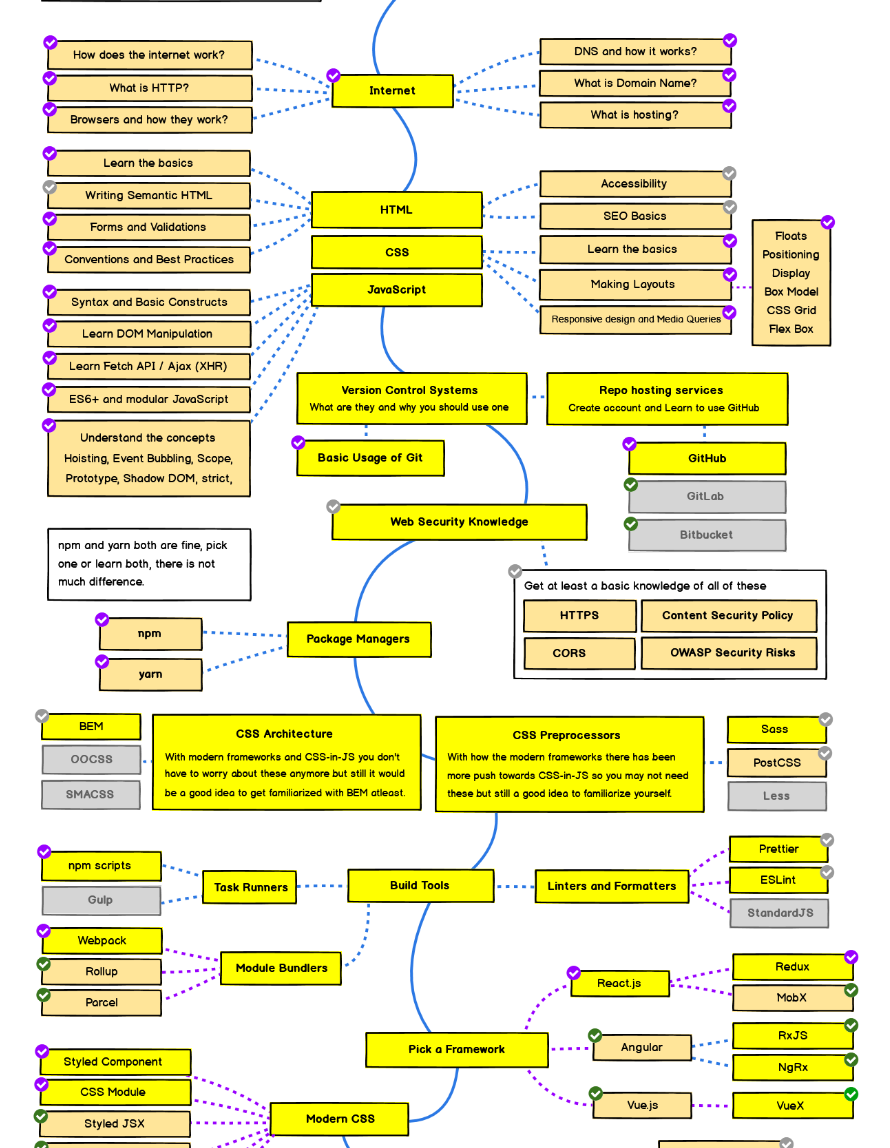 How does the internet work?
What is HTTP?
Browsers and how they work?
Internet
DNS and how it works?
What is Domain Name?
What is hosting?
Learn the basics
Writing Semantic HTML
Forms and Validations
Conventions and Best Practices
HTML
CSS
JavaScript
Accessibility
SEO Basics
Learn the basics
Making Layouts
Responsive design and Media Queries
Floats
Positioning
Display
Box Model
CSS Grid
Flex Box
Syntax and Basic Constructs
Learn DOM Manipulation
Learn Fetch API / Ajax (XHR)
ES6+ and modular JavaScript
Understand the concepts
Hoisting, Event Bubbling, Scope,
Prototype, Shadow DOM, strict,
Version Control Systems
What are they and why you should use one
Repo hosting services
Create account and Learn to use GitHub
Basic Usage of Git
GitHub
GitLab
Bitbucket
Web Security Knowledge
Get at least a basic knowledge of all of these
HTTPS
Content Security Policy
CORS
OWASP Security Risks
npm and yarn both are fine, pick
one or learn both, there is not
much difference.
npm
yarn
Package Managers
BEM
OOCSS
SMACSS
CSS Architecture
With modern frameworks and CSS-in-JS you don't
have to worry about these anymore but still it would
be a good idea to get familiarized with BEM atleast.
CSS Preprocessors
With how the modern frameworks there has been
more push towards CSS-in-JS so you may not need
these but still a good idea to familiarize yourself.
Sass
PostCSS
Less
npm scripts
Gulp
Task Runners
Build Tools
Linters and Formatters
Prettier
ESLint
StandardJS
Webpack
Rollup
Parcel
Module Bundlers
React.js
Redux
MobX
Pick a Framework
Angular
RxJS
NgRx
Vue.js
VueX
Styled Component
CSS Module
Styled JSX
Modern CSS